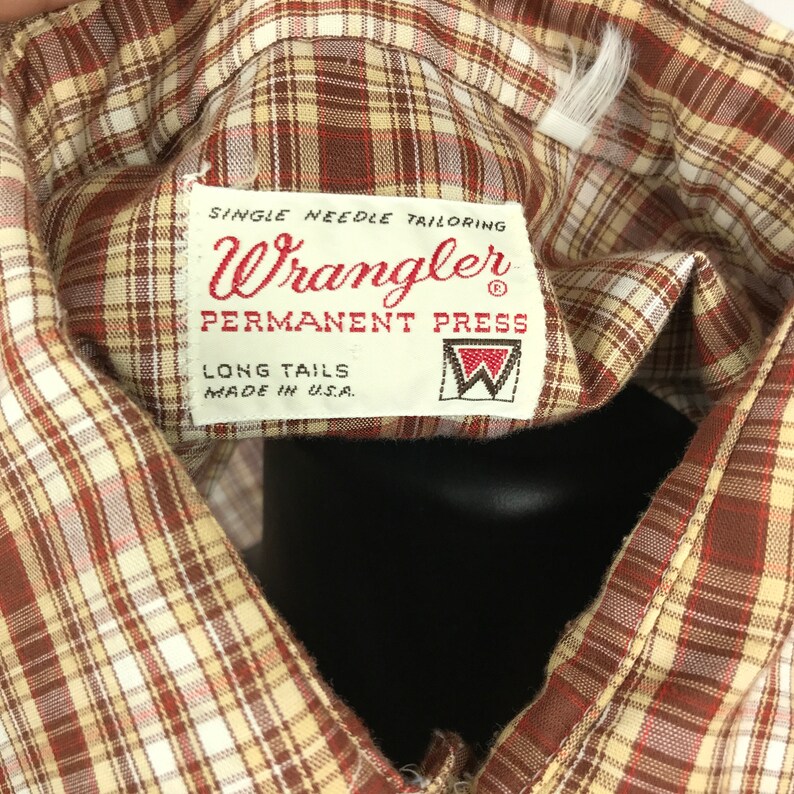 SINGLE NEEDLE TAILORING
Wrangler®
PERMANENT PRESS
LONG TAILS
MADE IN U.S.A.
W